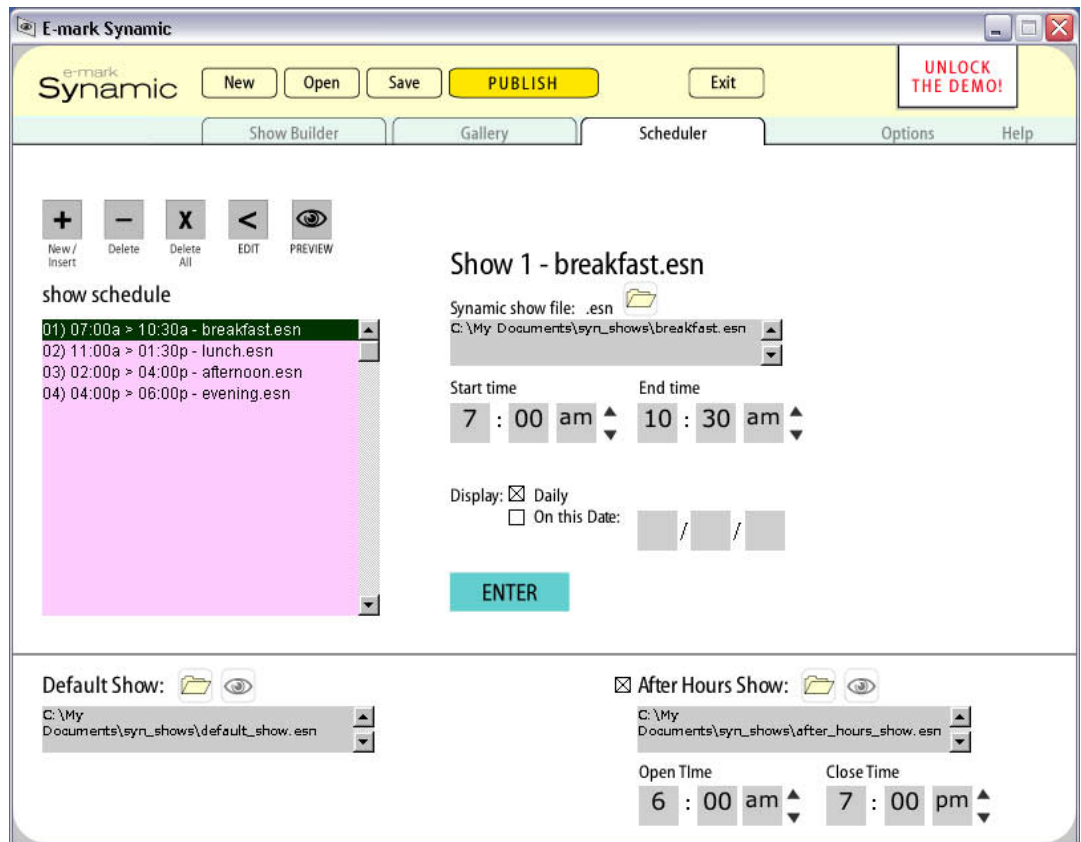 E-mark Synamic
e-mark
Synamic
New Open Save PUBLISH Exit
UNLOCK
THE DEMO!
Show Builder Gallery Scheduler Options Help
+ − X <
New / Insert
Delete
Delete All
EDIT
PREVIEW
show schedule
01) 07:00a > 10:30a - breakfast.esn
02) 11:00a > 01:30p - lunch.esn
03) 02:00p > 04:00p - afternoon.esn
04) 04:00p > 06:00p - evening.esn
Show 1 - breakfast.esn
Synamic show file: .esn
C:\My Documents\syn_shows\breakfast.esn
Start time End time
7 : 00 am 10 : 30 am
Display: Daily
On this Date: / /
ENTER
Default Show:
C:\My
Documents\syn_shows\default_show.esn
After Hours Show:
C:\My
Documents\syn_shows\after_hours_show.esn
Open TIme Close Time
6 : 00 am 7 : 00 pm